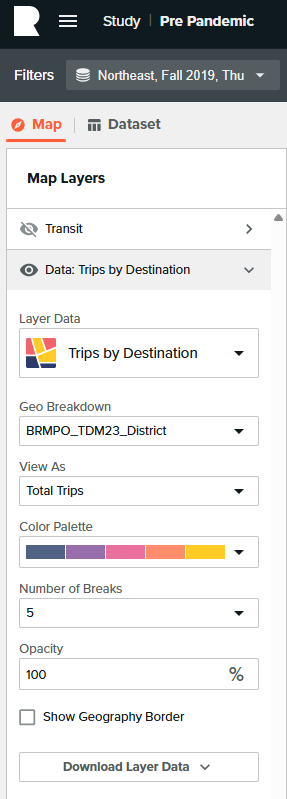 Study Pre Pandemic
Filters Northeast, Fall 2019, Thu
Map Dataset
Map Layers
Transit
Data: Trips by Destination
Layer Data
Trips by Destination
Geo Breakdown
BRMPO_TDM23_District
View As
Total Trips
Color Palette
Number of Breaks
5
Opacity
100 %
Show Geography Border
Download Layer Data